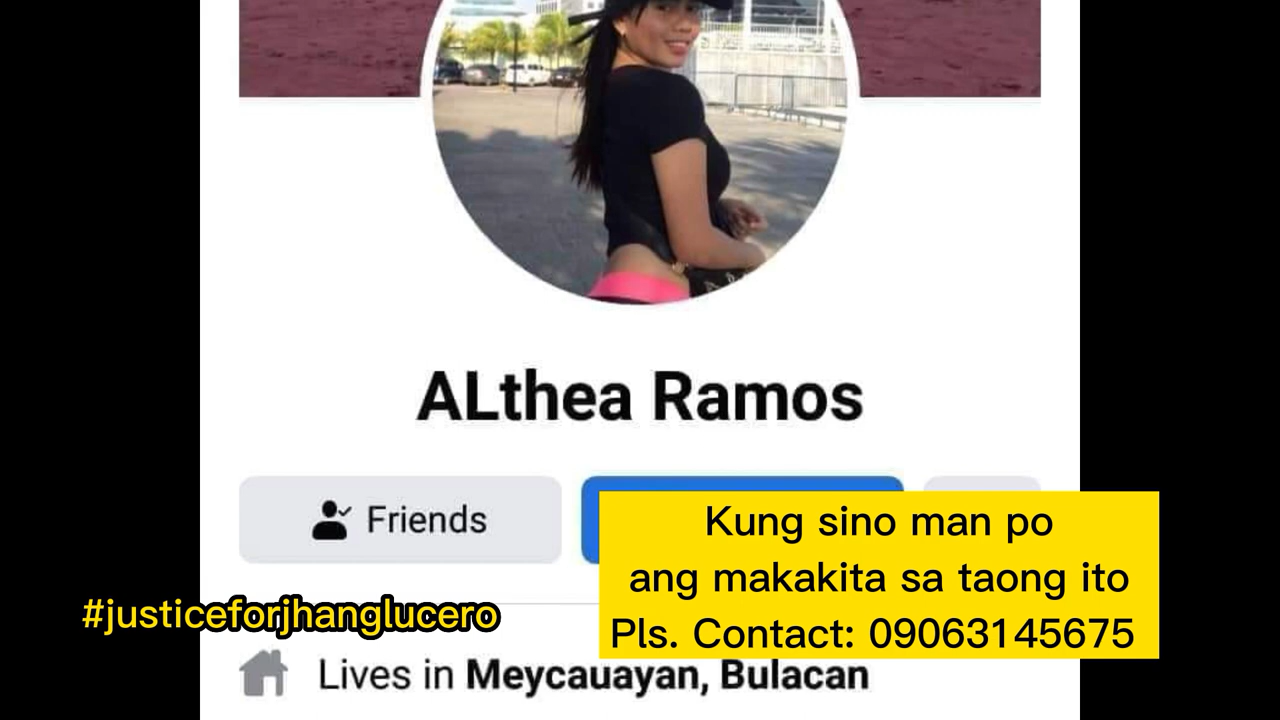 ALthea Ramos
Friends
Kung sino man po
ang makakita sa taong ito
Pls. Contact: 09063145675
#justiceforjhanglucero
Lives in Meycauayan, Bulacan